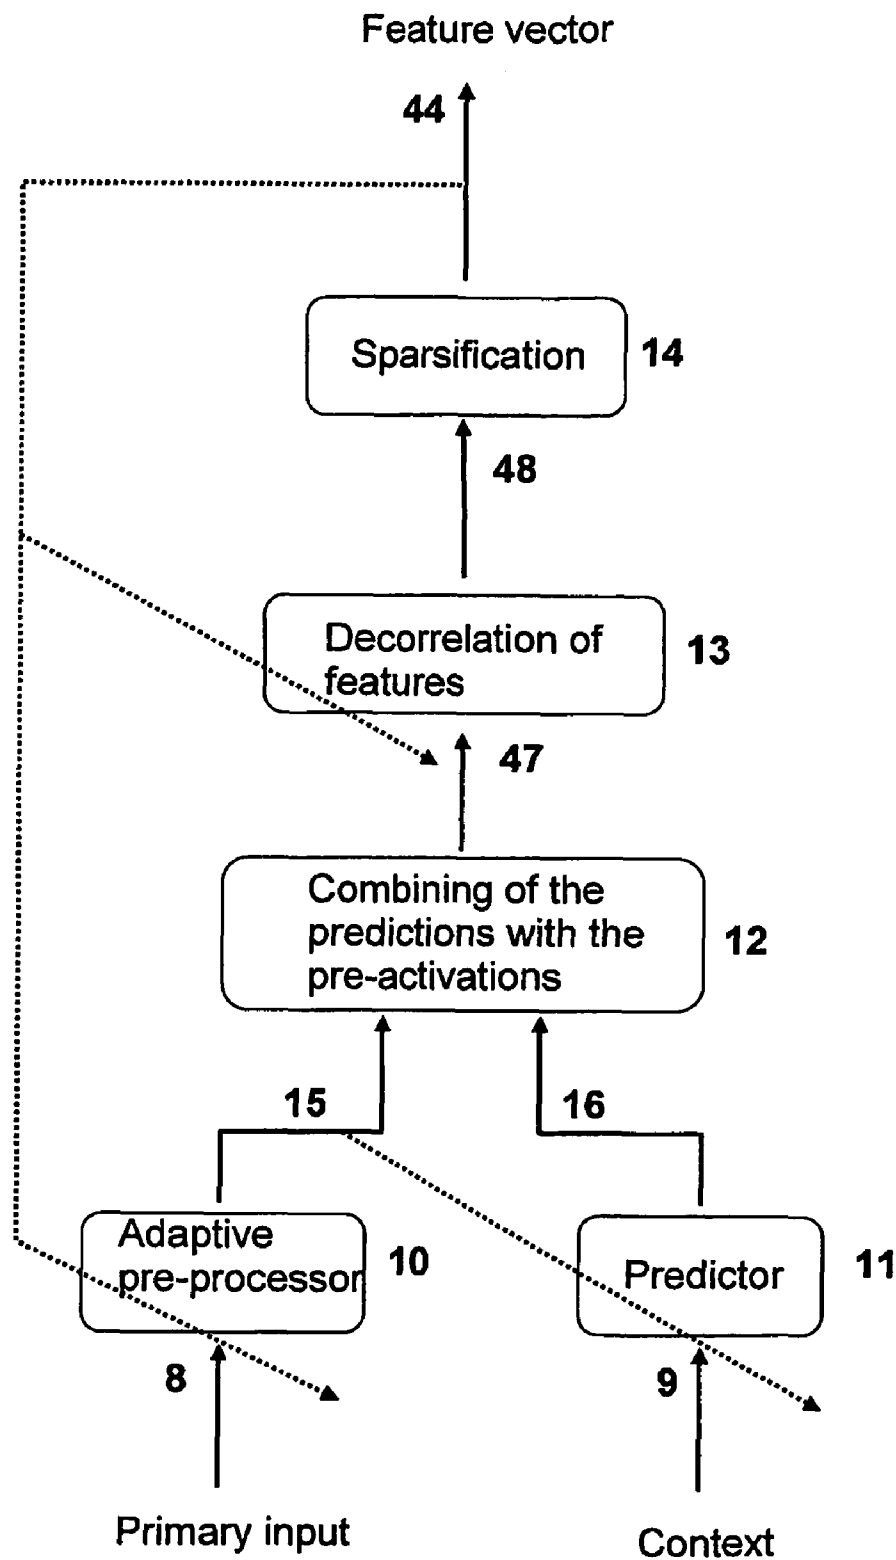 Feature vector
44
Sparsification
14
48
Decorrelation of
features
13
47
Combining of the
predictions with the
pre-activations
12
15
16
Adaptive
pre-processor
10
Predictor
11
8
9
Primary input
Context